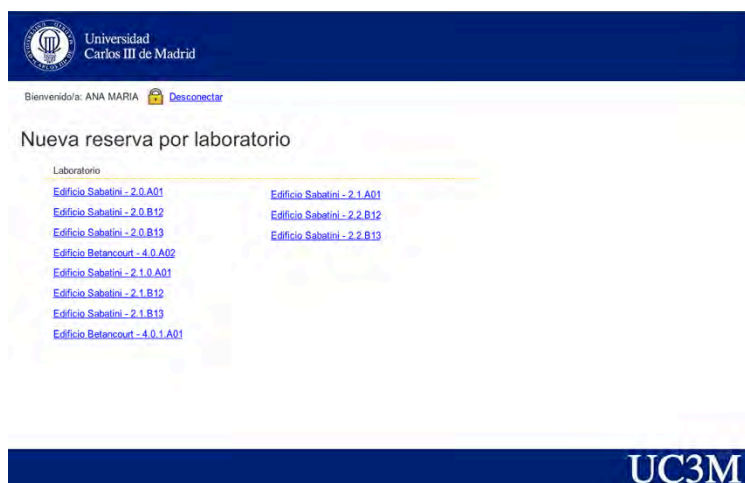 Universidad
Carlos III de Madrid
Bienvenido/a: ANA MARIA Desconectar
Nueva reserva por laboratorio
Laboratorio
Edificio Sabatini - 2.0.A01
Edificio Sabatini - 2.0.B12
Edificio Sabatini - 2.0.B13
Edificio Betancourt - 4.0.A02
Edificio Sabatini - 2.1.0.A01
Edificio Sabatini - 2.1.B12
Edificio Sabatini - 2.1.B13
Edificio Betancourt - 4.0.1.A01
Edificio Sabatini - 2.1.A01
Edificio Sabatini - 2.2.B12
Edificio Sabatini - 2.2.B13
UC3M